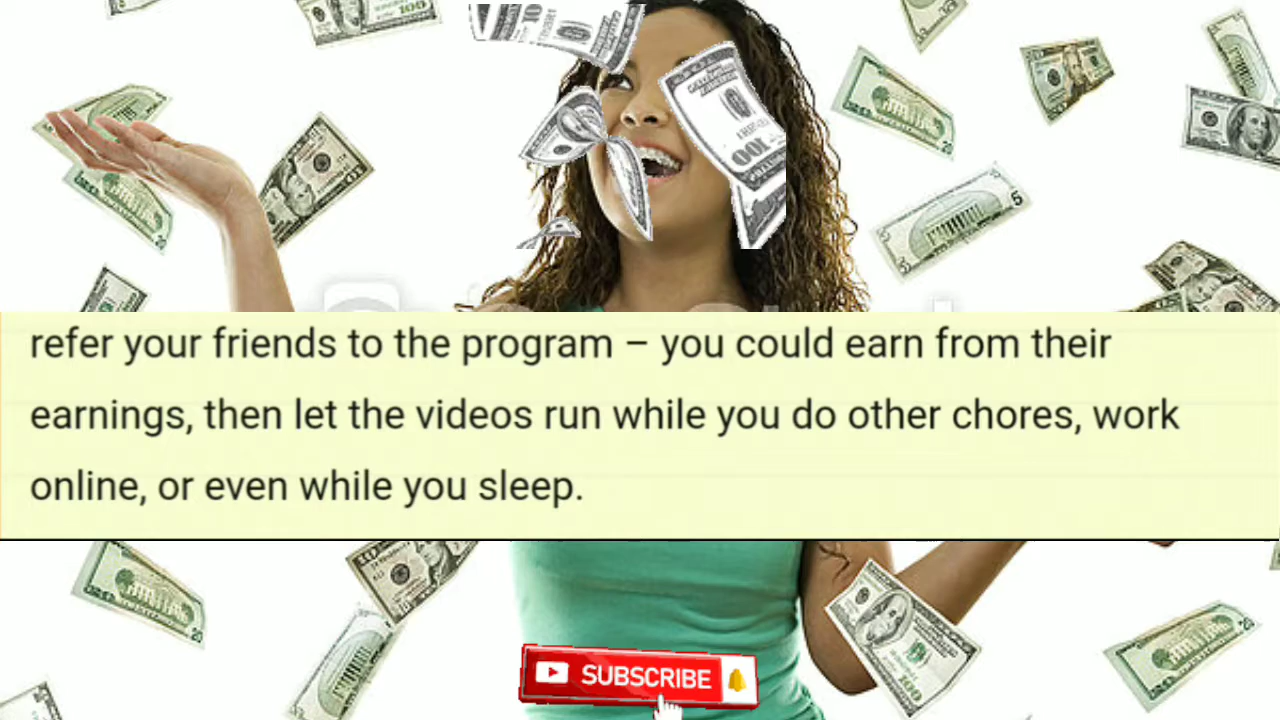 refer your friends to the program – you could earn from their
earnings, then let the videos run while you do other chores, work
online, or even while you sleep.
SUBSCRIBE